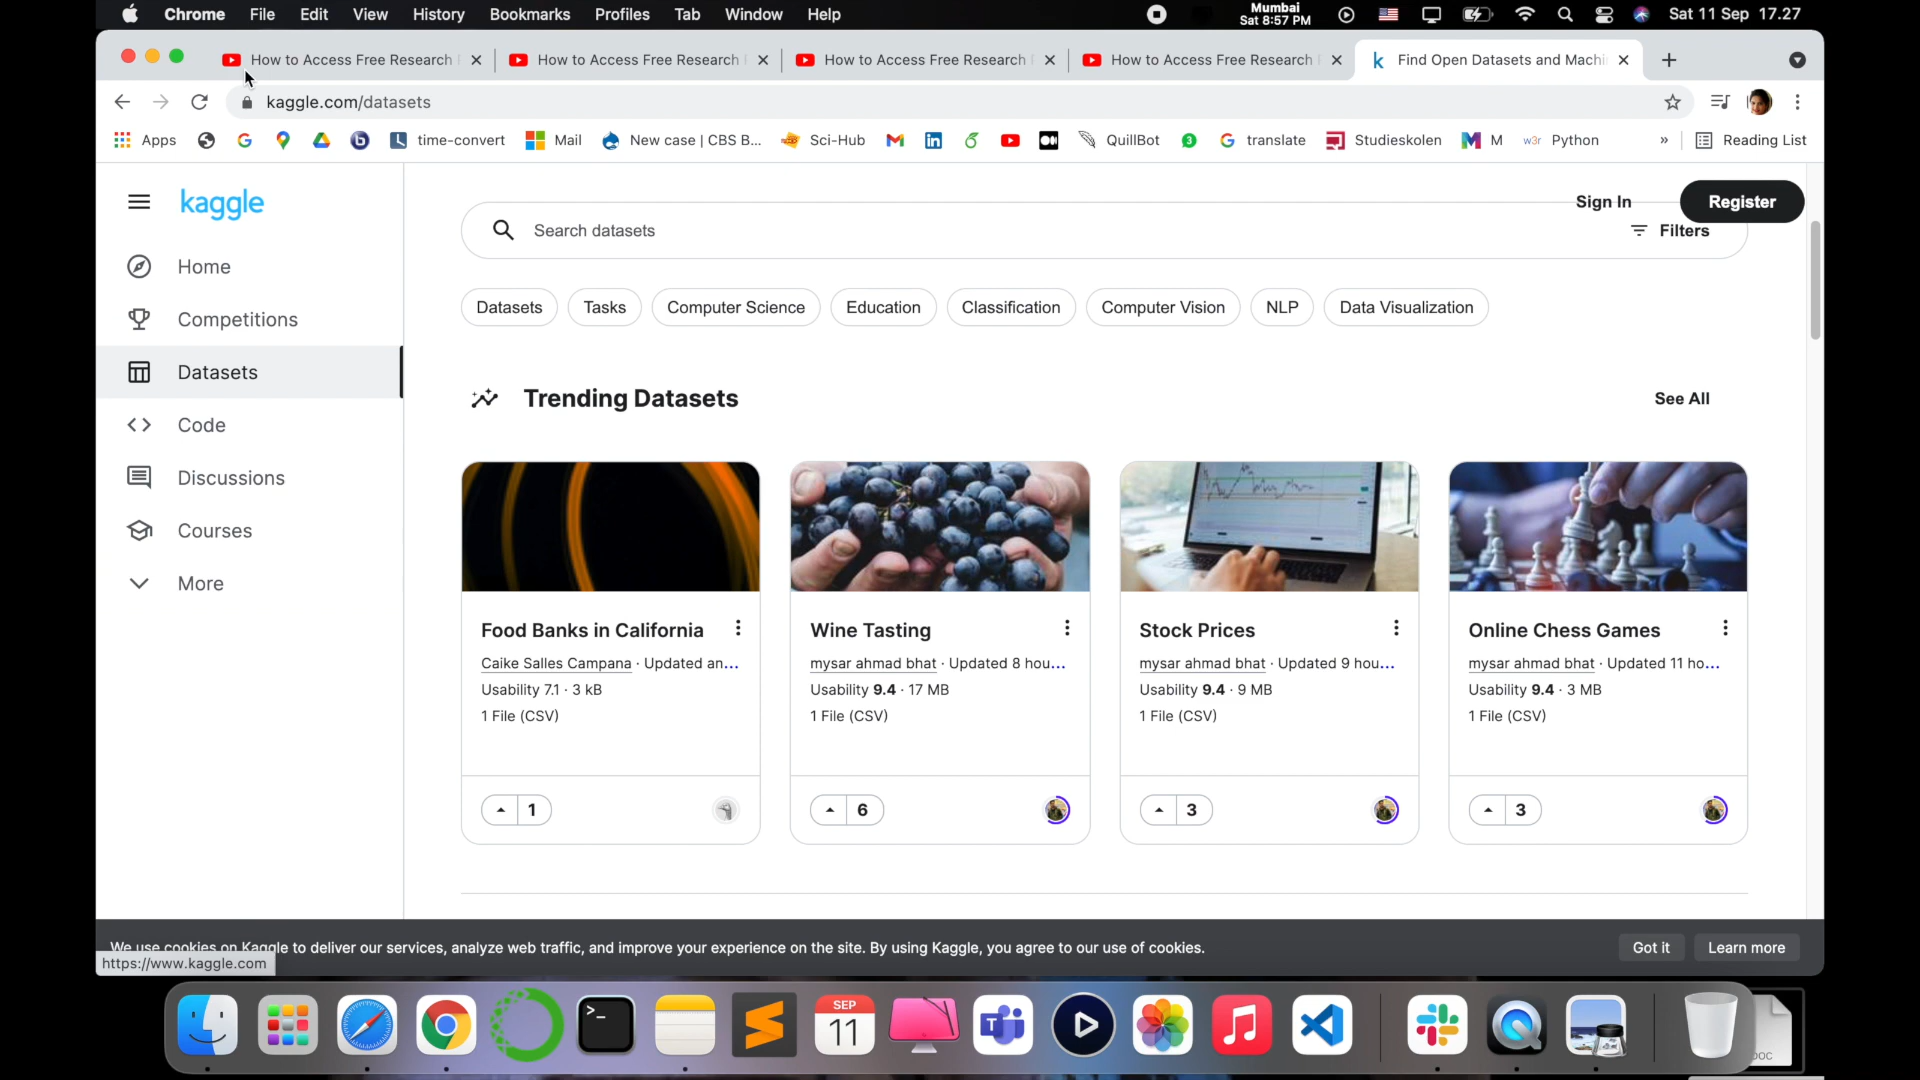 Chrome File Edit View History Bookmarks Profiles Tab Window Help
Mumbai
Sat 8:57 PM
Sat 11 Sep 17.27
How to Access Free Research
How to Access Free Research
How to Access Free Research
How to Access Free Research
Find Open Datasets and Machi
kaggle.com/datasets
Apps
time-convert
Mail
New case | CBS B...
Sci-Hub
QuillBot
3
translate
Studieskolen
M
w3r Python
»
Reading List
kaggle
Sign In
Register
Search datasets
Filters
Home
Competitions
Datasets
Code
Discussions
Courses
More
Datasets
Tasks
Computer Science
Education
Classification
Computer Vision
NLP
Data Visualization
Trending Datasets
See All
Food Banks in California
Caike Salles Campana · Updated an...
Usability 7.1 · 3 kB
1 File (CSV)
1
Wine Tasting
mysar ahmad bhat · Updated 8 hou...
Usability 9.4 · 17 MB
1 File (CSV)
6
Stock Prices
mysar ahmad bhat · Updated 9 hou...
Usability 9.4 · 9 MB
1 File (CSV)
3
Online Chess Games
mysar ahmad bhat · Updated 11 ho...
Usability 9.4 · 3 MB
1 File (CSV)
3
We use cookies on Kaggle to deliver our services, analyze web traffic, and improve your experience on the site. By using Kaggle, you agree to our use of cookies.
Got it
Learn more
https://www.kaggle.com
SEP
11